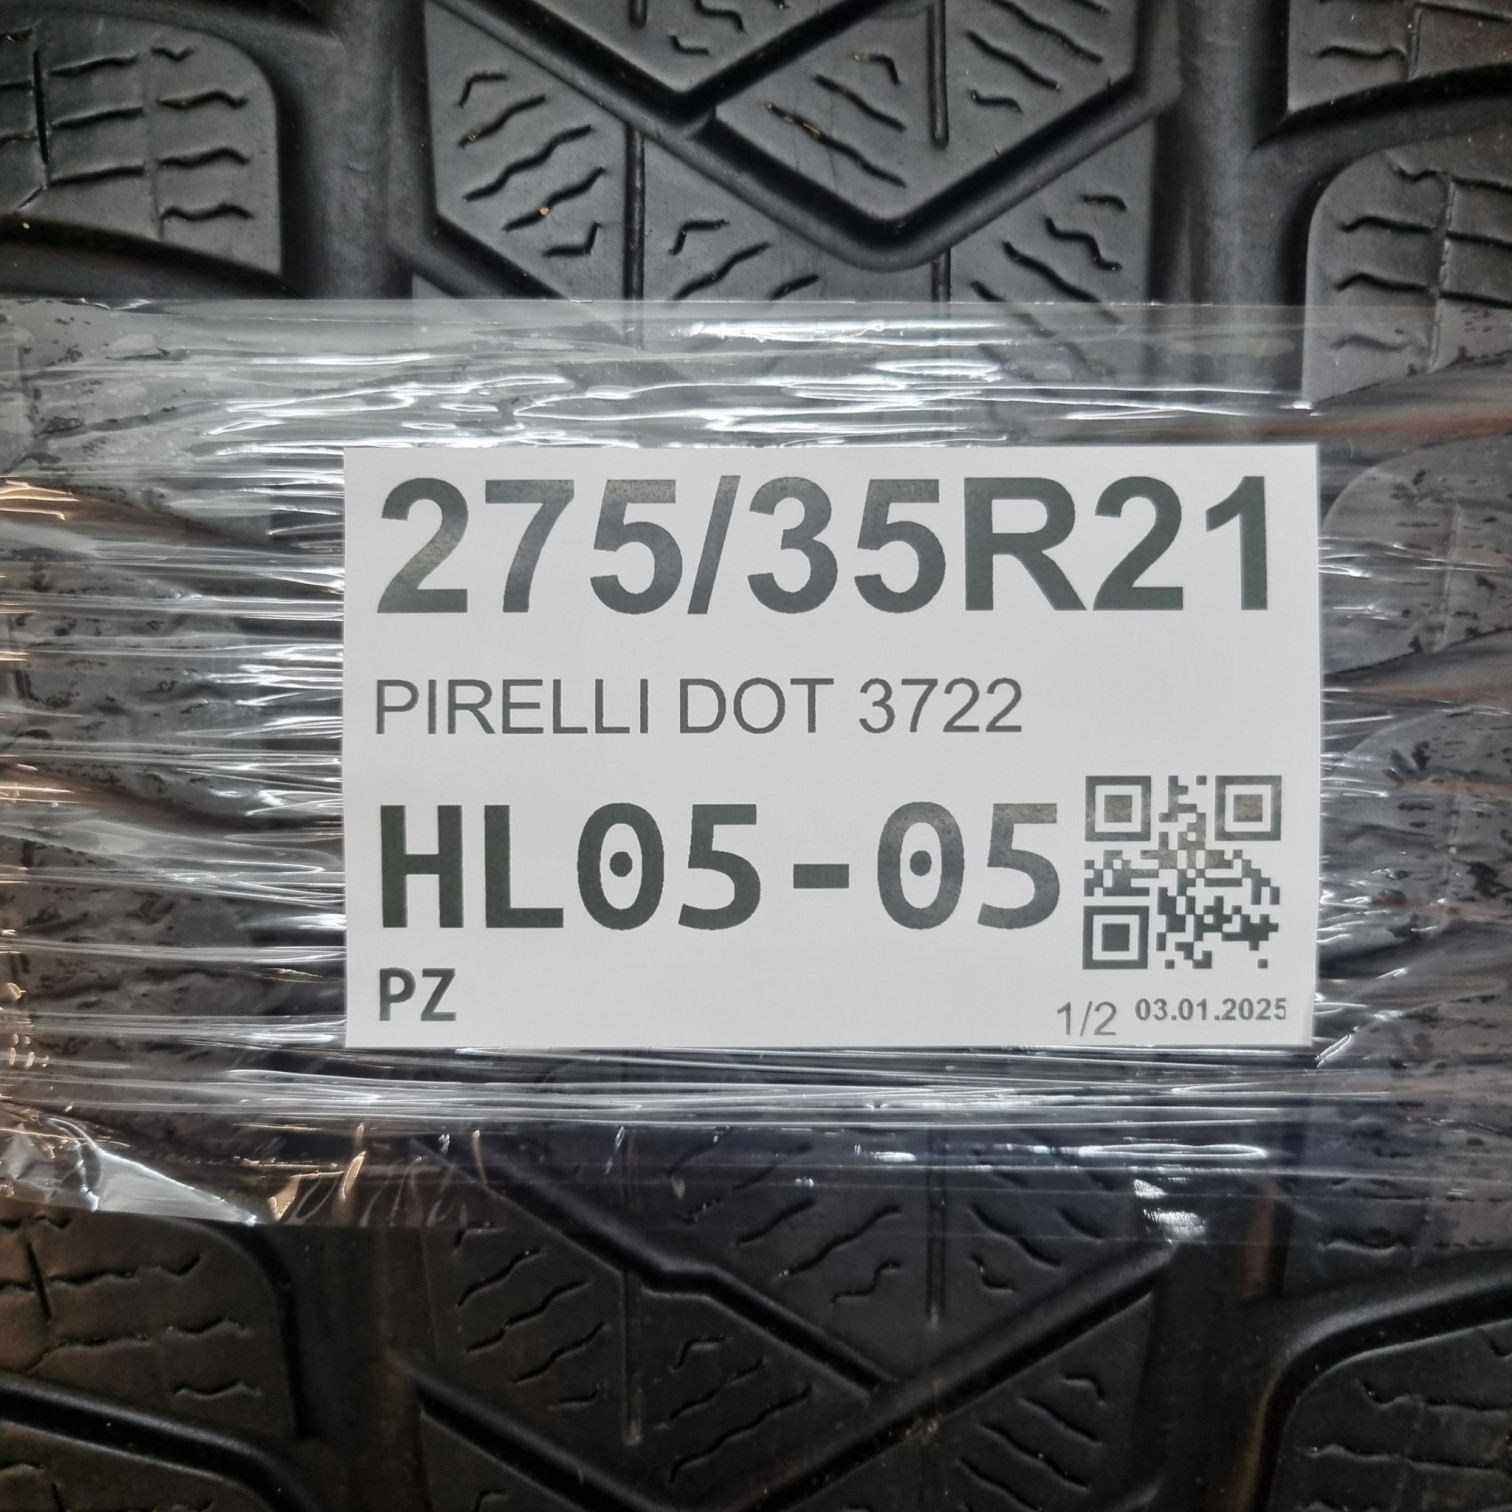 275/35R21
PIRELLI DOT 3722
HL05-05
PZ
1/2 03.01.2025